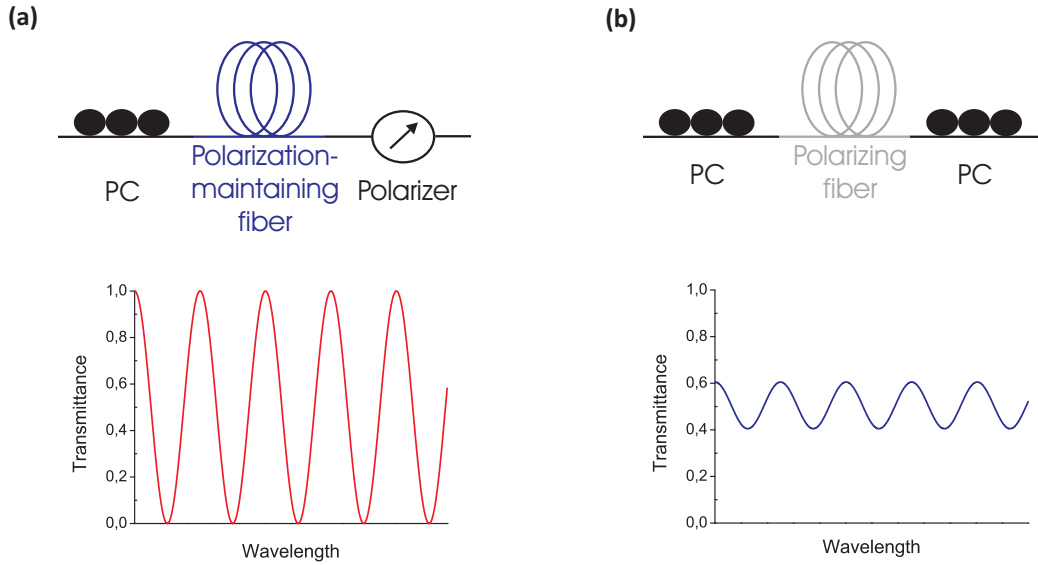 (a)
PC
Polarization-
maintaining
fiber
Polarizer
Transmittance
1,0
0,8
0,6
0,4
0,2
0,0
Wavelength
(b)
PC
Polarizing
fiber
PC
Transmittance
1,0
0,8
0,6
0,4
0,2
0,0
Wavelength